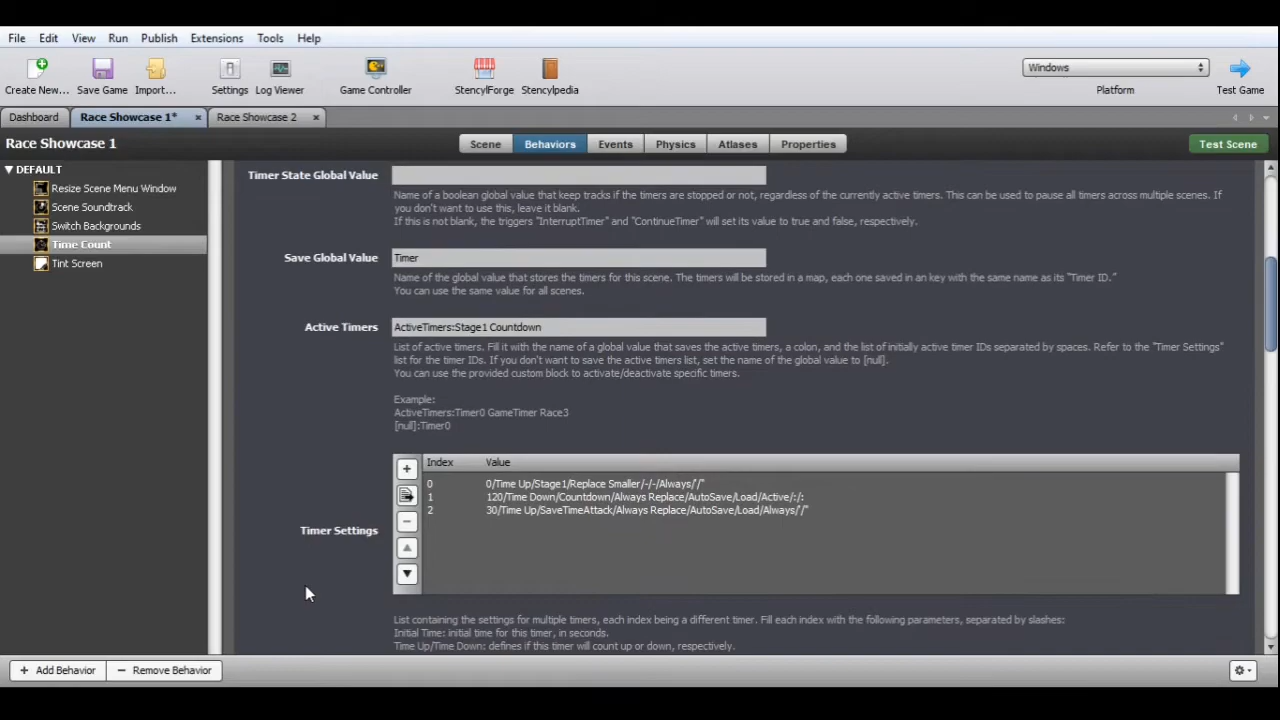 File Edit View Run Publish Extensions Tools Help
Create New... Save Game Import... Settings Log Viewer Game Controller StencylForge Stencylpedia Windows Platform Test Game
Dashboard Race Showcase 1* Race Showcase 2
Race Showcase 1 Scene Behaviors Events Physics Atlases Properties Test Scene
DEFAULT
Resize Scene Menu Window
Scene Soundtrack
Switch Backgrounds
Time Count
Tint Screen
Timer State Global Value
Name of a boolean global value that keep tracks if the timers are stopped or not, regardless of the currently active timers. This can be used to pause all timers across multiple scenes. If
you don't want to use this, leave it blank.
If this is not blank, the triggers "InterruptTimer" and "ContinueTimer" will set its value to true and false, respectively.
Save Global Value Timer
Name of the global value that stores the timers for this scene. The timers will be stored in a map, each one saved in an key with the same name as its "Timer ID."
You can use the same value for all scenes.
Active Timers ActiveTimers:Stage1 Countdown
List of active timers. Fill it with the name of a global value that saves the active timers, a colon, and the list of initially active timer IDs separated by spaces. Refer to the "Timer Settings"
list for the timer IDs. If you don't want to save the active timers list, set the name of the global value to [null].
You can use the provided custom block to activate/deactivate specific timers.
Example:
ActiveTimers:Timer0 GameTimer Race3
[null]:Timer0
Index Value
0 0/Time Up/Stage1/Replace Smaller/-/-/Always/'/"
1 120/Time Down/Countdown/Always Replace/AutoSave/Load/Active/:/:
2 30/Time Up/SaveTimeAttack/Always Replace/AutoSave/Load/Always/'/"
Timer Settings
List containing the settings for multiple timers, each index being a different timer. Fill each index with the following parameters, separated by slashes:
Initial Time: initial time for this timer, in seconds.
Time Up/Time Down: defines if this timer will count up or down, respectively.
+ Add Behavior − Remove Behavior